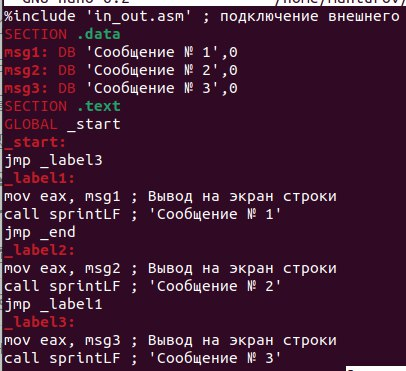 %include 'in_out.asm' ; подключение внешнего
SECTION .data
msg1: DB 'Сообщение № 1',0
msg2: DB 'Сообщение № 2',0
msg3: DB 'Сообщение № 3',0
SECTION .text
GLOBAL _start
_start:
jmp _label3
_label1:
mov eax, msg1 ; Вывод на экран строки
call sprintLF ; 'Сообщение № 1'
jmp _end
_label2:
mov eax, msg2 ; Вывод на экран строки
call sprintLF ; 'Сообщение № 2'
jmp _label1
_label3:
mov eax, msg3 ; Вывод на экран строки
call sprintLF ; 'Сообщение № 3'